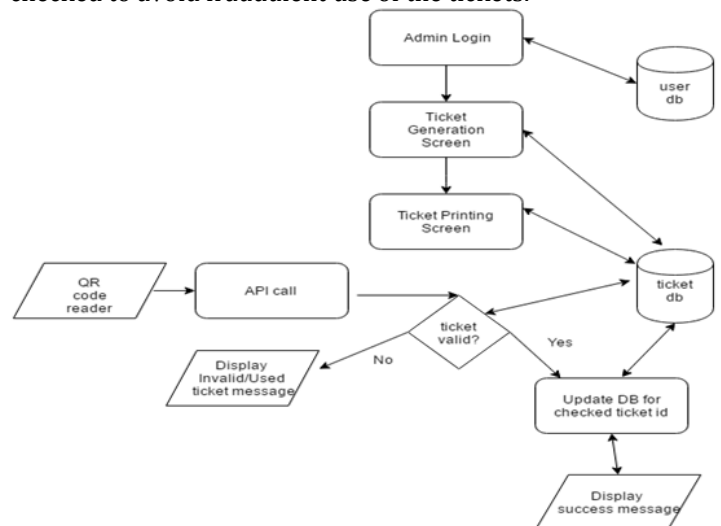 checked to avoid fraudulent use of the tickets.
Admin Login
user
db
Ticket
Generation
Screen
Ticket Printing
Screen
QR
code
reader
API call
ticket
db
ticket
valid?
Yes
No
Display
Invalid/Used
ticket message
Update DB for
checked ticket id
Display
success message